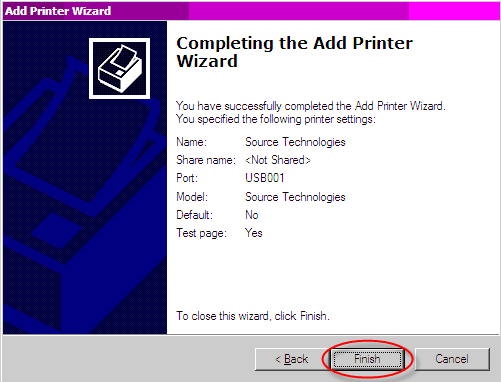 Add Printer Wizard
Completing the Add Printer
Wizard
You have successfully completed the Add Printer Wizard.
You specified the following printer settings:
Name: Source Technologies
Share name: <Not Shared>
Port: USB001
Model: Source Technologies
Default: No
Test page: Yes
To close this wizard, click Finish.
< Back Finish Cancel